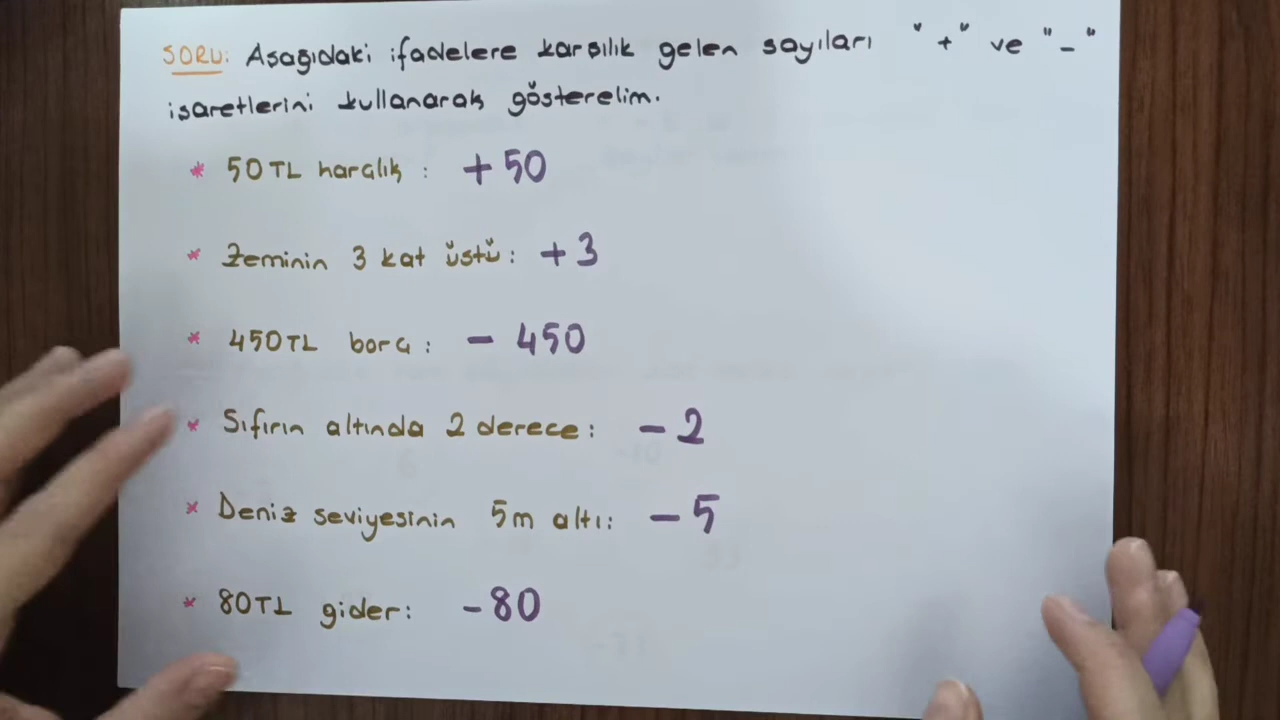 SORU: Aşağıdaki ifadelere karşılık gelen sayıları "+" ve "-"
işaretlerini kullanarak gösterelim.
* 50TL harçlık : +50
* Zeminin 3 kat üstü: +3
* 450TL borç: - 450
* Sıfırın altında 2 derece: -2
* Deniz seviyesinin 5m altı: -5
* 80TL gider: -80